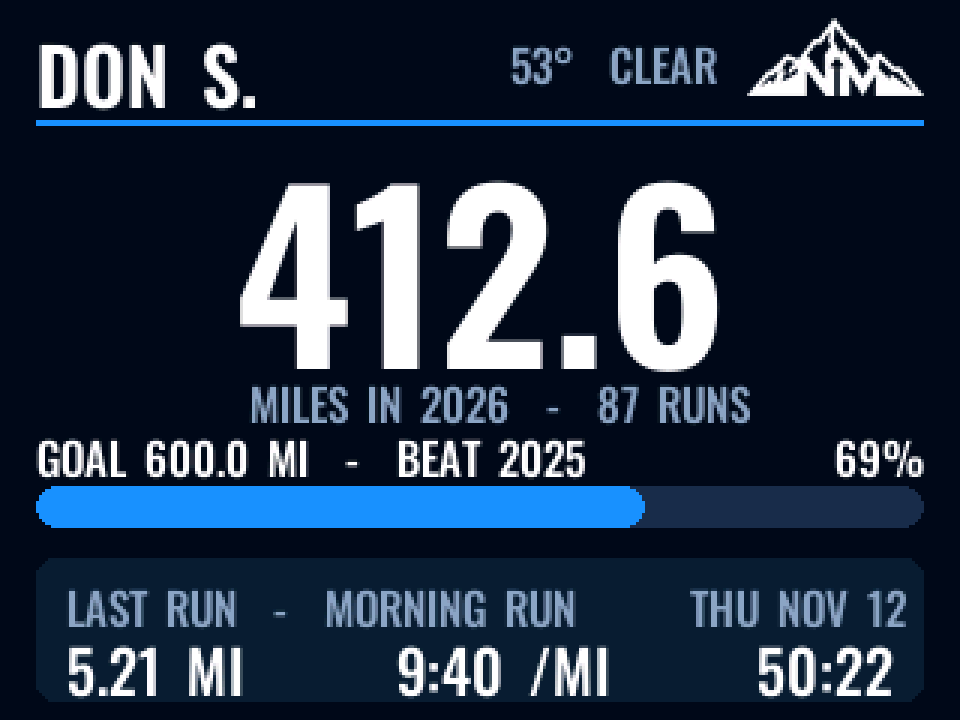 DON S. 53° CLEAR NM
412.6
MILES IN 2026 - 87 RUNS
GOAL 600.0 MI - BEAT 2025 69%
LAST RUN - MORNING RUN THU NOV 12
5.21 MI 9:40 /MI 50:22